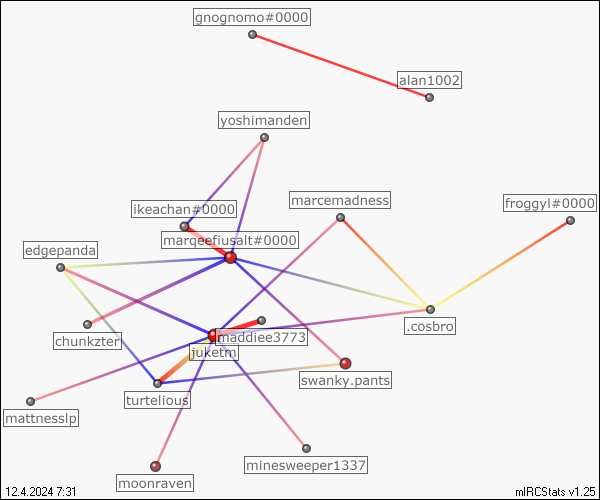 gnognomo#0000
alan1002
yoshimanden
marcemadness
froggyl#0000
ikeachan#0000
marqeefiusalt#0000
edgepanda
.cosbro
chunkzter
maddiee3773
juketm
swanky.pants
turtelious
mattnesslp
minesweeper1337
moonraven
12.4.2024 7:31
mIRCStats v1.25